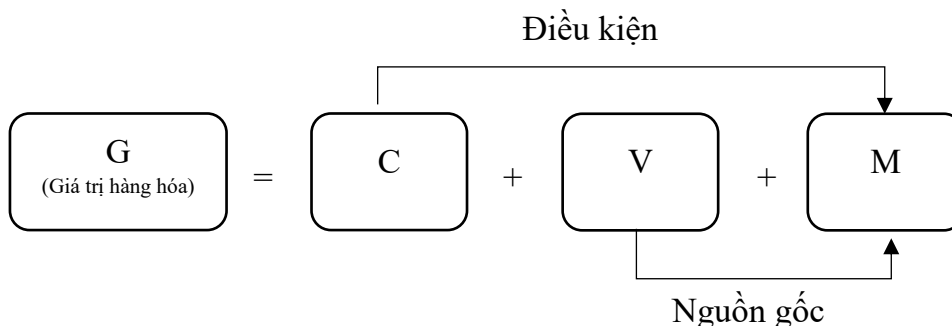 Điều kiện
G
(Giá trị hàng hóa)
=
C
+
V
+
M
Nguồn gốc